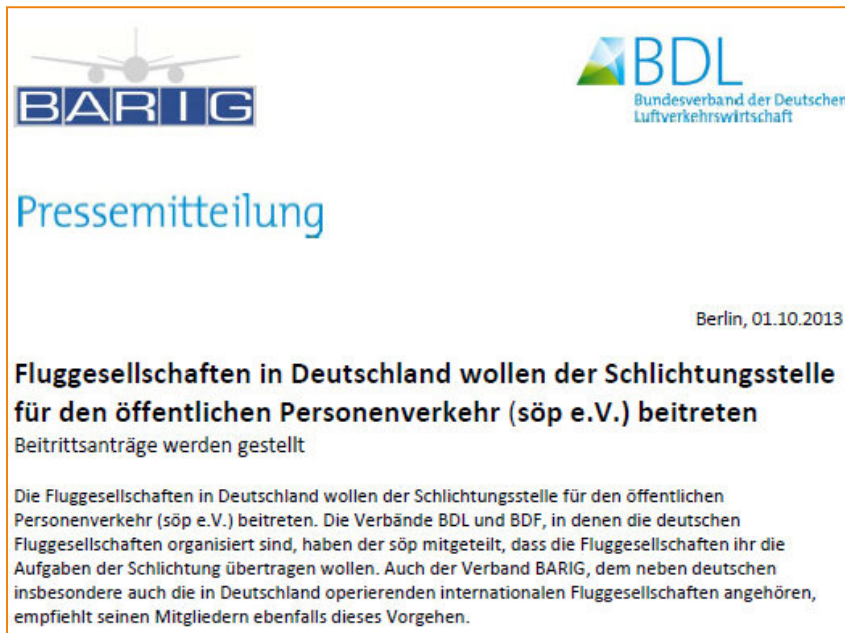 BARIG
BDL
Bundesverband der Deutschen
Luftverkehrswirtschaft
Pressemitteilung
Berlin, 01.10.2013
Fluggesellschaften in Deutschland wollen der Schlichtungsstelle
für den öffentlichen Personenverkehr (söp e.V.) beitreten
Beitrittsanträge werden gestellt
Die Fluggesellschaften in Deutschland wollen der Schlichtungsstelle für den öffentlichen
Personenverkehr (söp e.V.) beitreten. Die Verbände BDL und BDF, in denen die deutschen
Fluggesellschaften organisiert sind, haben der söp mitgeteilt, dass die Fluggesellschaften ihr die
Aufgaben der Schlichtung übertragen wollen. Auch der Verband BARIG, dem neben deutschen
insbesondere auch die in Deutschland operierenden internationalen Fluggesellschaften angehören,
empfiehlt seinen Mitgliedern ebenfalls dieses Vorgehen.